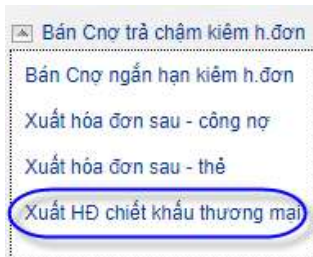 Bán Cnợ trả chậm kiêm h.đơn
Bán Cnợ ngắn hạn kiêm h.đơn
Xuất hóa đơn sau - công nợ
Xuất hóa đơn sau - thẻ
Xuất HĐ chiết khấu thương mại